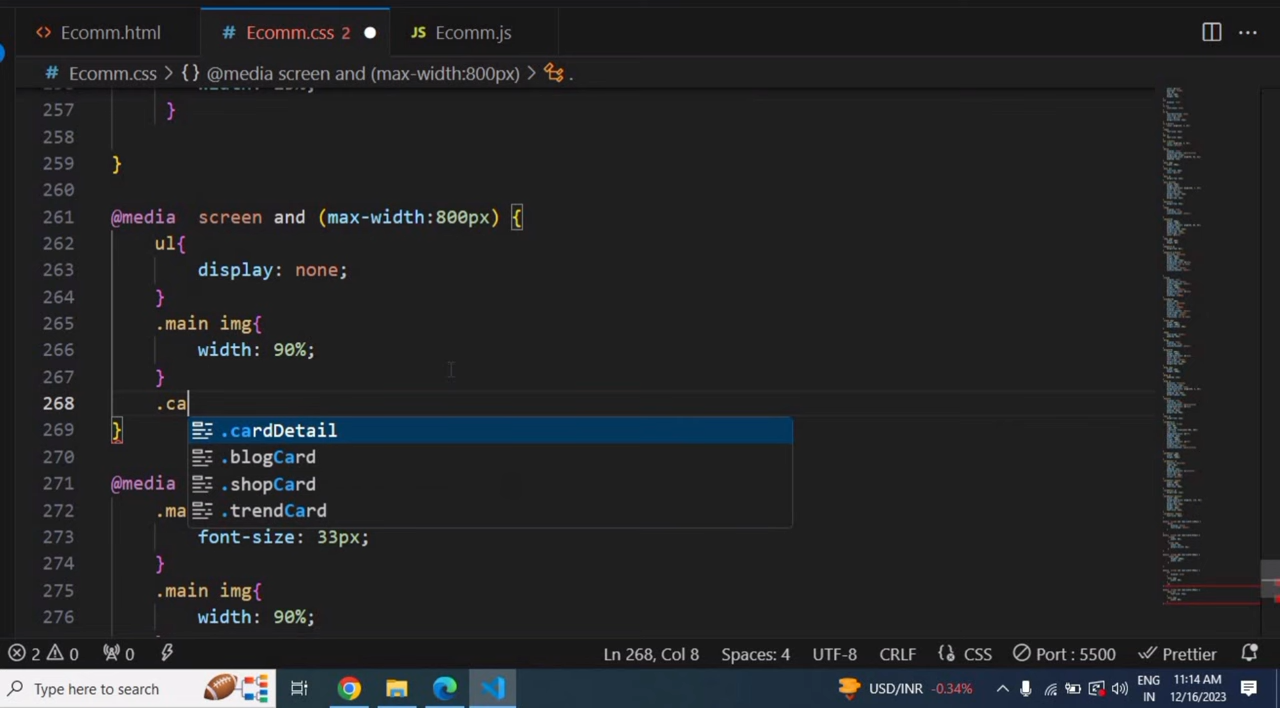 <> Ecomm.html # Ecomm.css 2 JS Ecomm.js
# Ecomm.css > {} @media screen and (max-width:800px) > .
257 }
258
259 }
260
261 @media  screen and (max-width:800px) {
262 ul{
263 display: none;
264 }
265 .main img{
266 width: 90%;
267 }
268 .ca
269 }
.cardDetail
270
.blogCard
271 @media
.shopCard
272 .ma
.trendCard
273 font-size: 33px;
274 }
275 .main img{
276 width: 90%;
2 0 0 Ln 268, Col 8 Spaces: 4 UTF-8 CRLF {} CSS Port : 5500 Prettier
Type here to search USD/INR -0.34% ENG IN 11:14 AM 12/16/2023